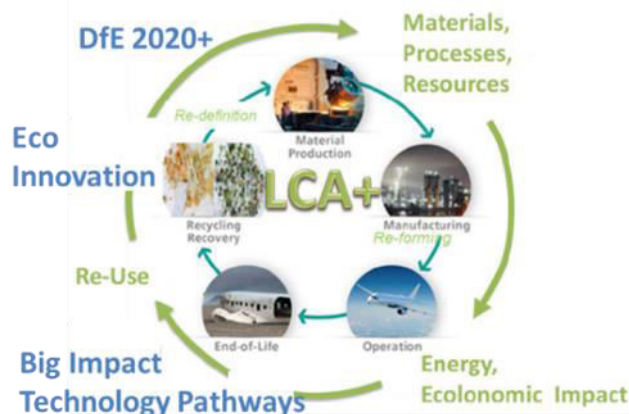 DfE 2020+
Materials,
Processes,
Resources
Re-definition
Material
Production
Eco
Innovation
LCA+
Recycling
Recovery
Manufacturing
Re-forming
Re-Use
End-of-Life
Operation
Big Impact
Technology Pathways
Energy,
Ecolonomic Impact